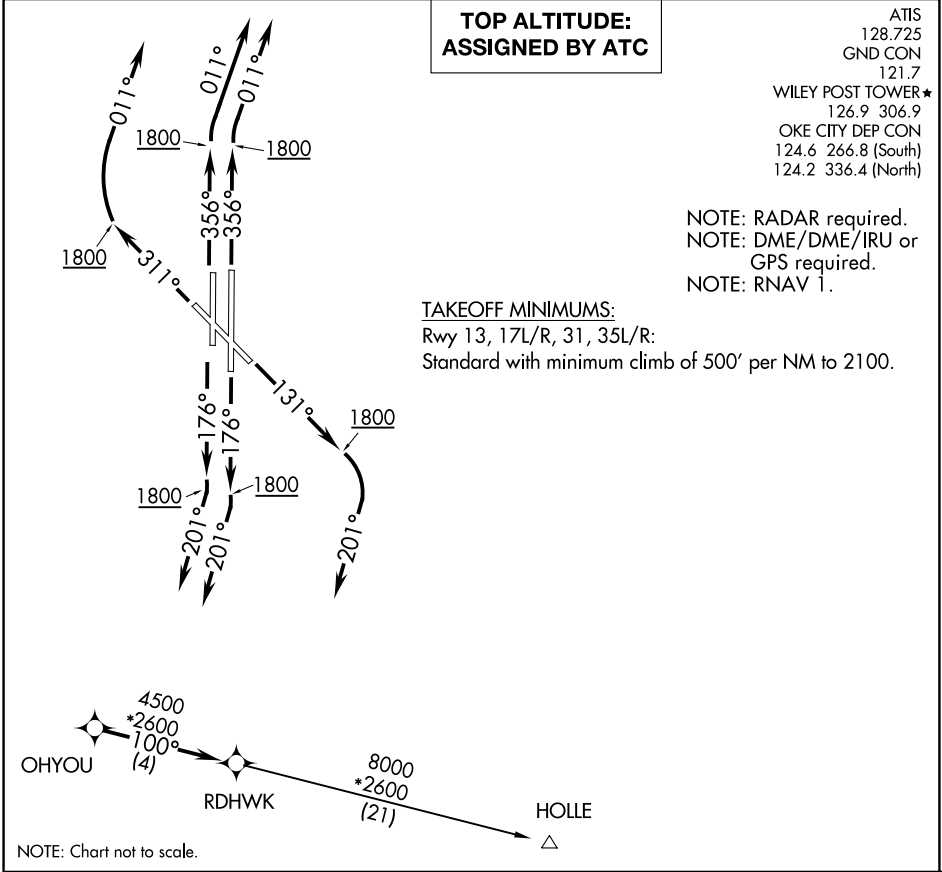 TOP ALTITUDE:
ASSIGNED BY ATC
ATIS
128.725
GND CON
121.7
WILEY POST TOWER★
126.9 306.9
OKE CITY DEP CON
124.6 266.8 (South)
124.2 336.4 (North)
NOTE: RADAR required.
NOTE: DME/DME/IRU or
GPS required.
NOTE: RNAV 1.
TAKEOFF MINIMUMS:
Rwy 13, 17L/R, 31, 35L/R:
Standard with minimum climb of 500' per NM to 2100.
011°
011°
011°
1800
1800
356°
356°
1800
311°
131°
1800
176°
176°
1800
1800
201°
201°
201°
4500
*2600
100°
(4)
OHYOU
RDHWK
8000
*2600
(21)
HOLLE
NOTE: Chart not to scale.